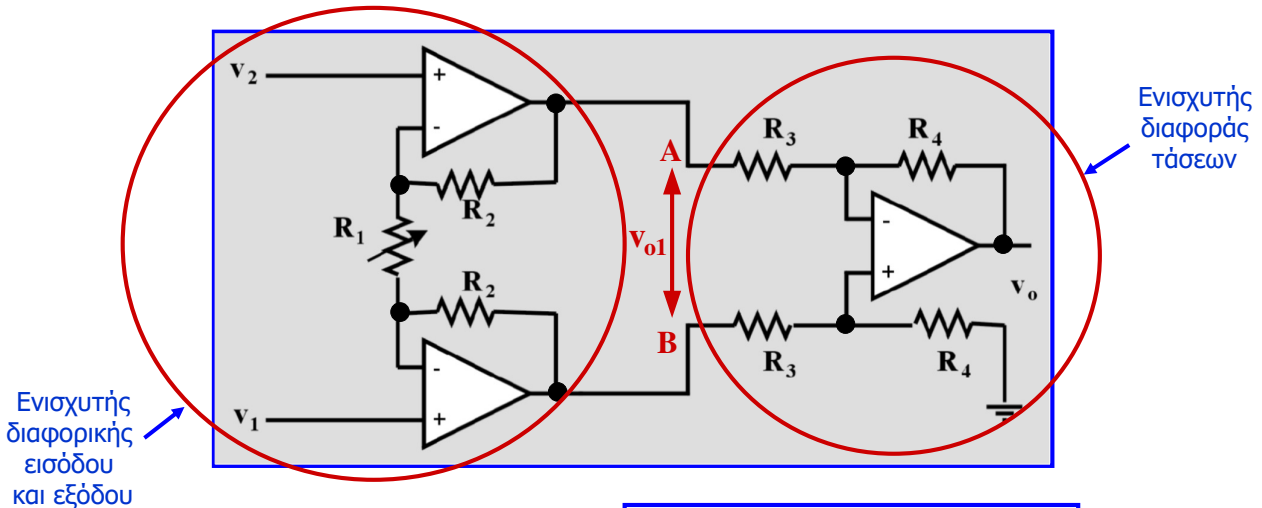 v2
+
-
R2
R1
R2
-
+
v1
A
vo1
B
R3
R4
-
+
vo
R3
R4
Ενισχυτής
διαφοράς
τάσεων
Ενισχυτής
διαφορικής
εισόδου
και εξόδου